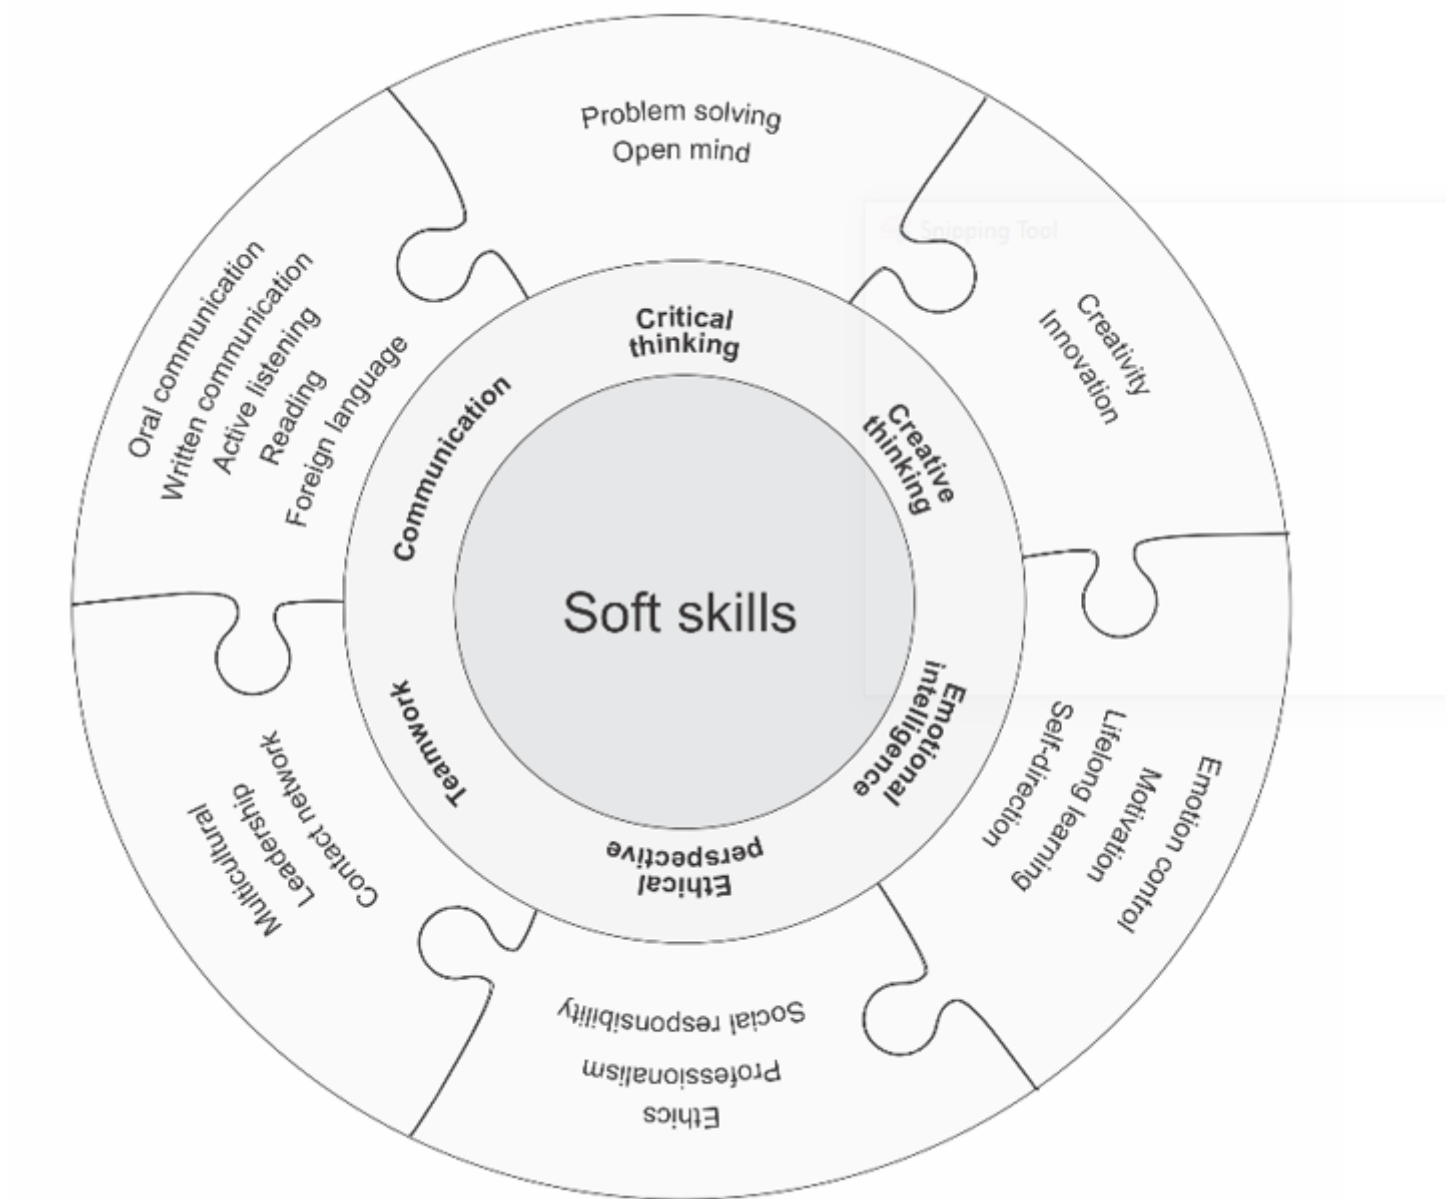 Problem solving
Open mind
Critical
thinking
Creativity
Innovation
Creative
thinking
Emotional
intelligence
Emotion control
Motivation
Lifelong learning
Self-direction
Ethical
perspective
Ethics
Professionalism
Social responsibility
Teamwork
Contact network
Leadership
Multicultural
Communication
Oral communication
Written communication
Active listening
Reading
Foreign language
Soft skills
Snipping Tool